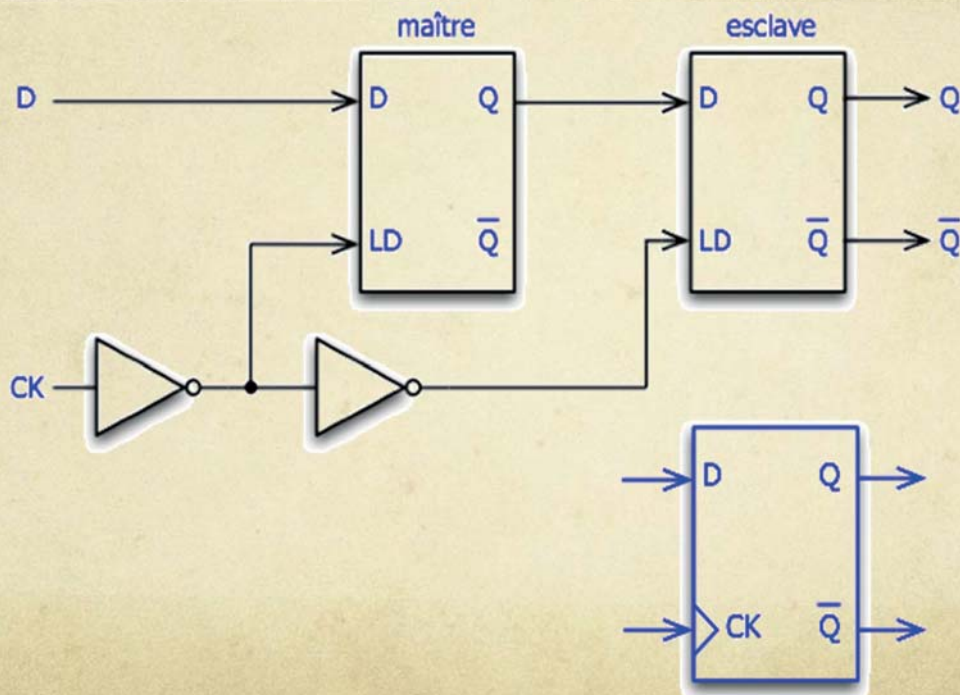 maître esclave
D D Q D Q Q
LD Q̅ LD Q̅ Q̅
CK
D Q
CK Q̅